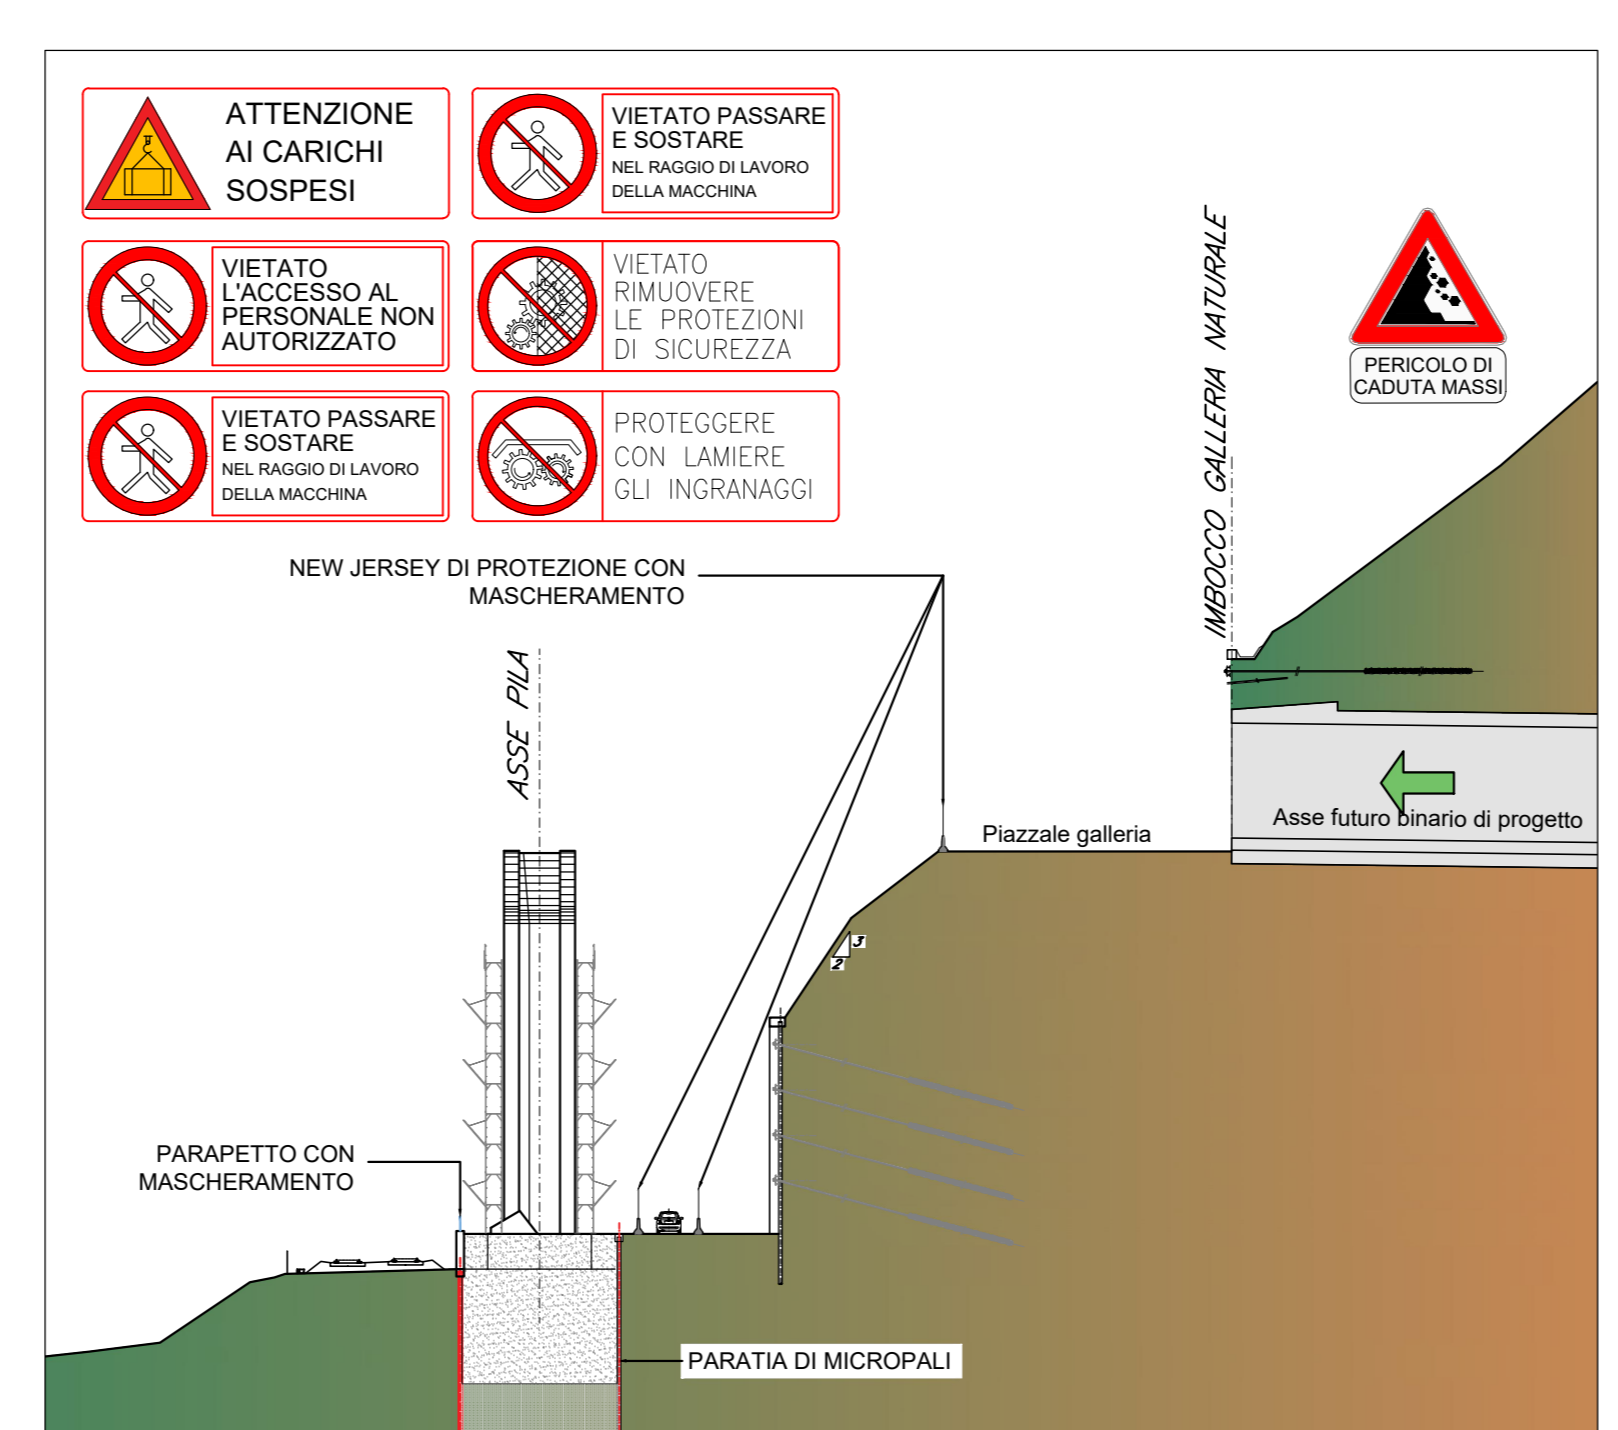 ATTENZIONE
AI CARICHI
SOSPESI
VIETATO PASSARE
E SOSTARE
NEL RAGGIO DI LAVORO
DELLA MACCHINA
VIETATO
L'ACCESSO AL
PERSONALE NON
AUTORIZZATO
VIETATO
RIMUOVERE
LE PROTEZIONI
DI SICUREZZA
VIETATO PASSARE
E SOSTARE
NEL RAGGIO DI LAVORO
DELLA MACCHINA
PROTEGGERE
CON LAMIERE
GLI INGRANAGGI
PERICOLO DI
CADUTA MASSI
IMBOCCO GALLERIA NATURALE
NEW JERSEY DI PROTEZIONE CON
MASCHERAMENTO
ASSE PILA
Asse futuro binario di progetto
Piazzale galleria
3
2
PARAPETTO CON
MASCHERAMENTO
PARATIA DI MICROPALI